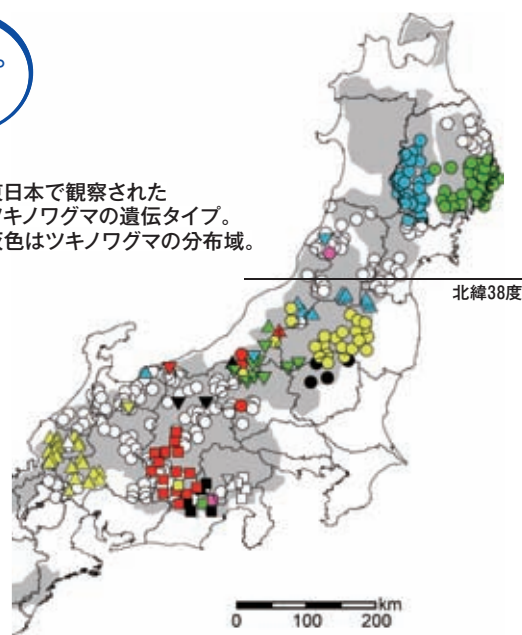 東日本で観察された
ツキノワグマの遺伝タイプ。
灰色はツキノワグマの分布域。
北緯38度
km
0 100 200